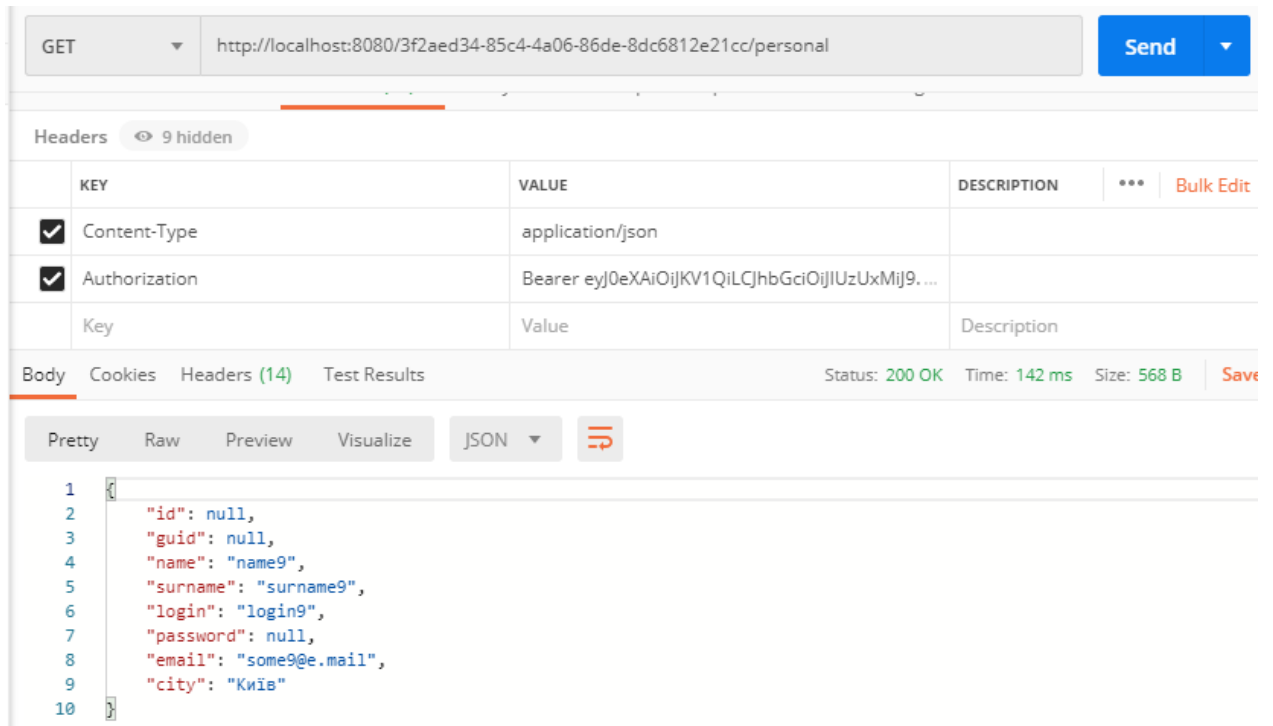 GET http://localhost:8080/3f2aed34-85c4-4a06-86de-8dc6812e21cc/personal Send
Headers 9 hidden
KEY VALUE DESCRIPTION ••• Bulk Edit
Content-Type application/json
Authorization Bearer eyJ0eXAiOiJKV1QiLCJhbGciOiJIUzUxMiJ9. ...
Key Value Description
Body Cookies Headers (14) Test Results Status: 200 OK Time: 142 ms Size: 568 B Save
Pretty Raw Preview Visualize JSON
1 {
2 "id": null,
3 "guid": null,
4 "name": "name9",
5 "surname": "surname9",
6 "login": "login9",
7 "password": null,
8 "email": "some9@e.mail",
9 "city": "Київ"
10 }